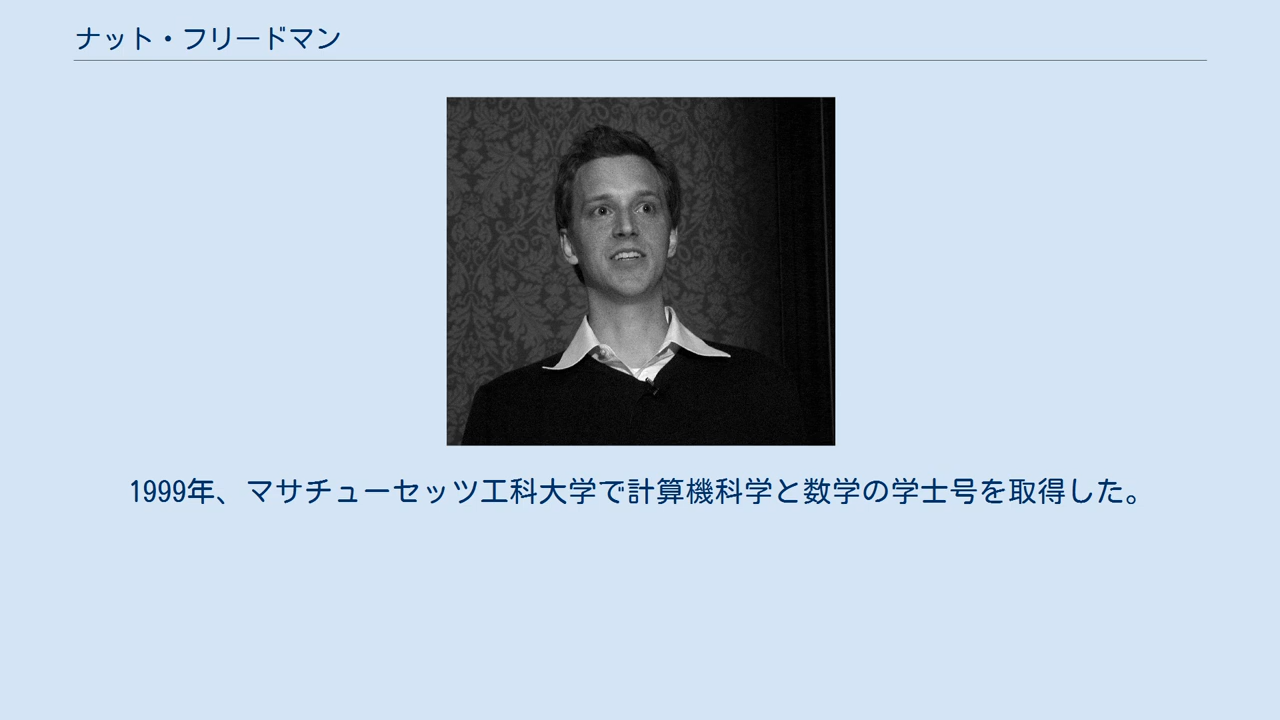 ナット・フリードマン
1999年、マサチューセッツ工科大学で計算機科学と数学の学士号を取得した。